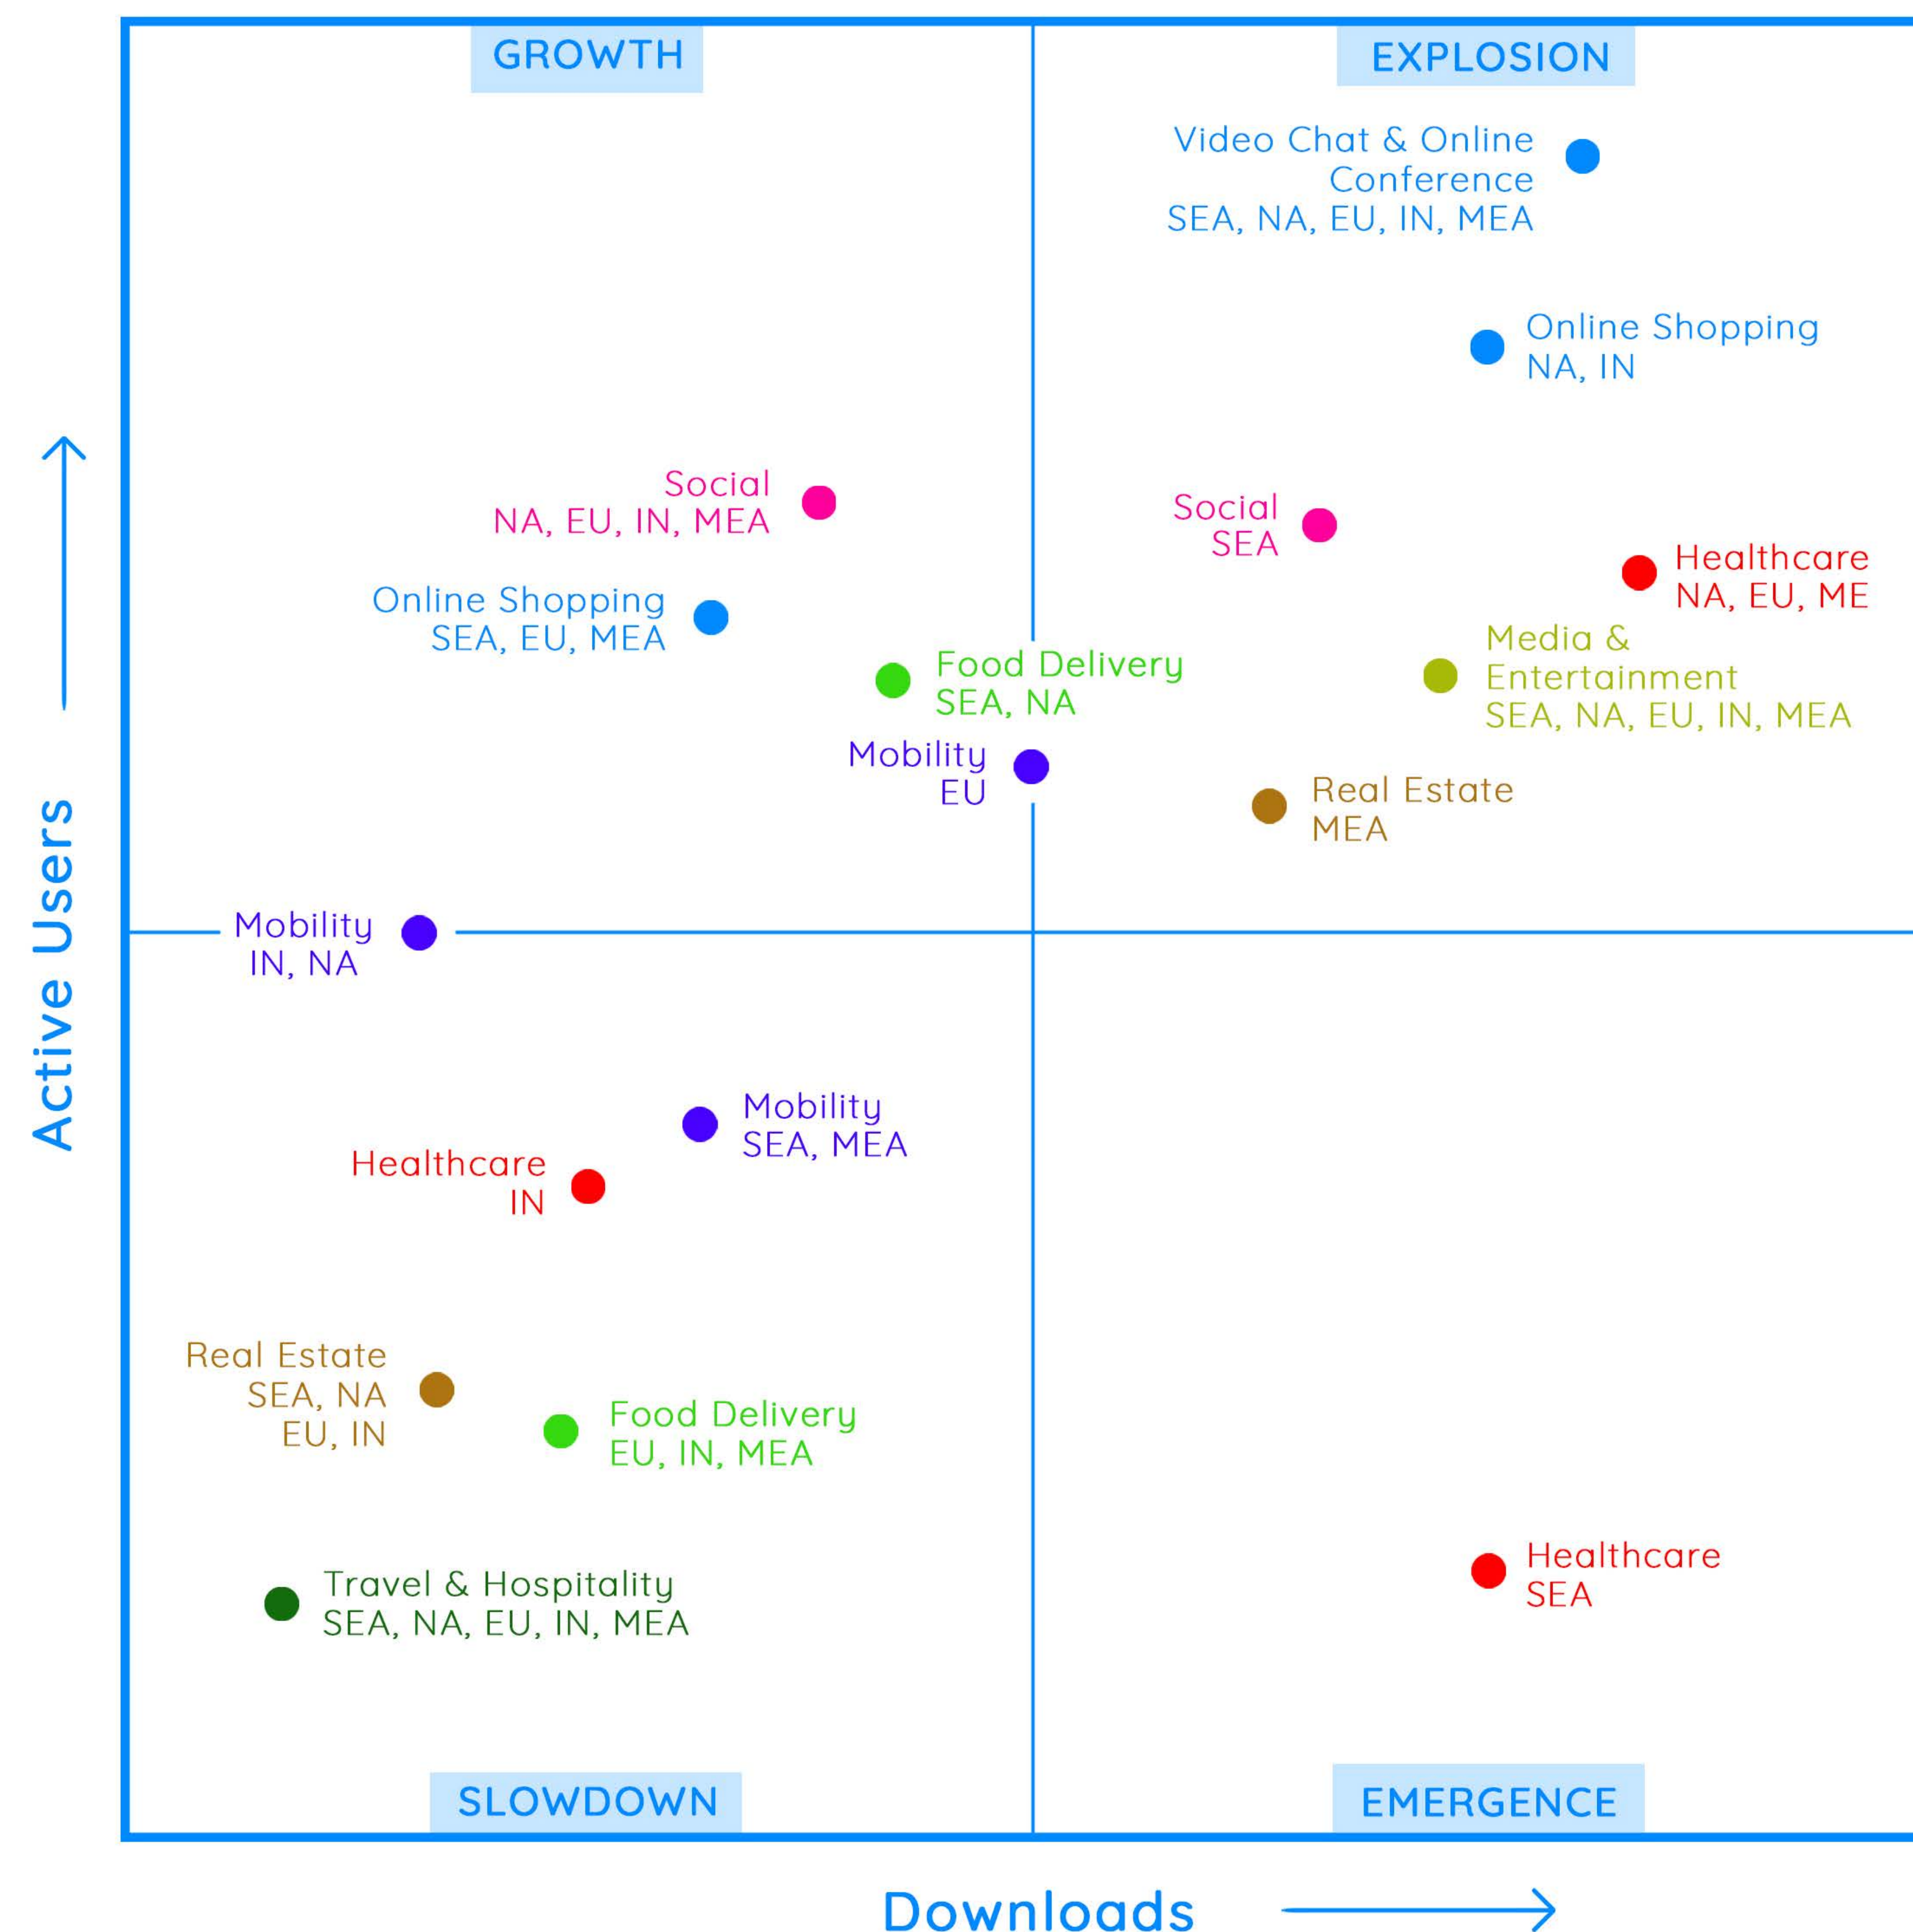 GROWTH
EXPLOSION
Video Chat & Online
Conference
SEA, NA, EU, IN, MEA
Online Shopping
NA, IN
Social
NA, EU, IN, MEA
Social
SEA
Healthcare
NA, EU, ME
Online Shopping
SEA, EU, MEA
Food Delivery
SEA, NA
Media &
Entertainment
SEA, NA, EU, IN, MEA
Mobility
EU
Real Estate
MEA
Active Users
Mobility
IN, NA
Mobility
SEA, MEA
Healthcare
IN
Real Estate
SEA, NA
EU, IN
Food Delivery
EU, IN, MEA
Travel & Hospitality
SEA, NA, EU, IN, MEA
Healthcare
SEA
SLOWDOWN
EMERGENCE
Downloads